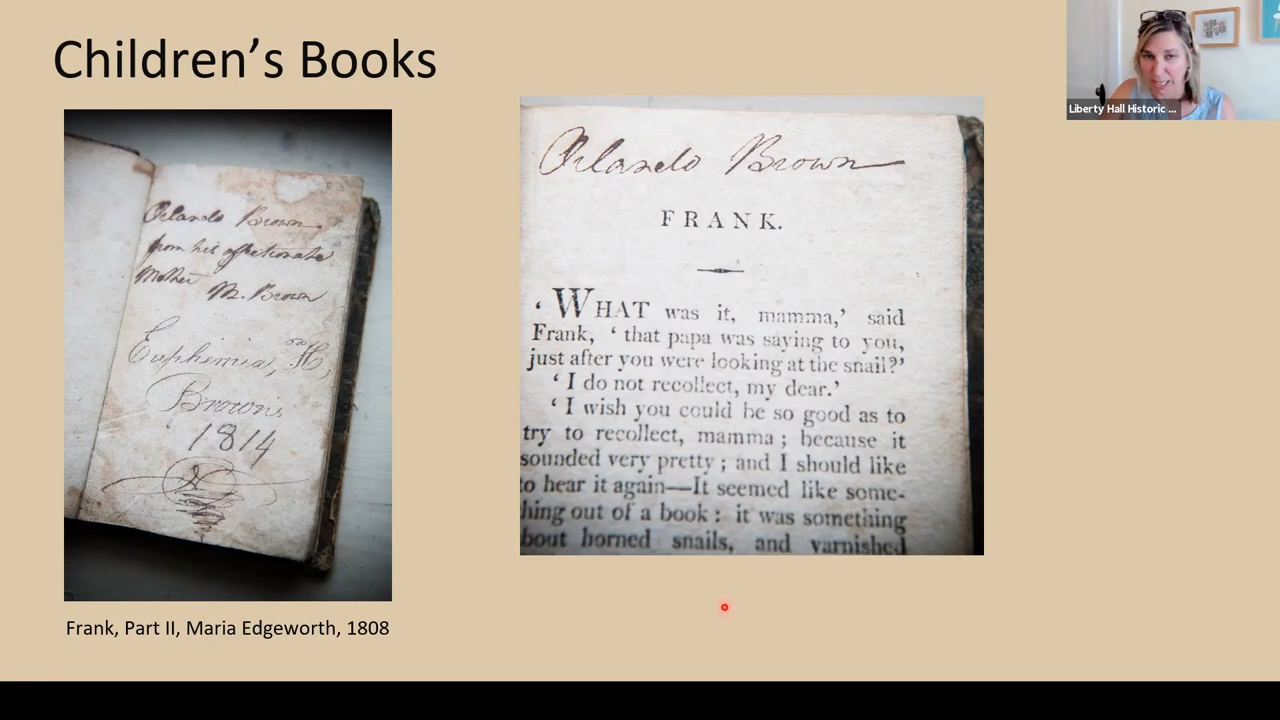 Children's Books
Liberty Hall Historic ...
Orlando Brown
from his affectionate
Mother
M. Brown
Euphemia,
Brown's
1814
Orlando Brown
FRANK.
‘ WHAT was it, mamma,’ said
Frank, ‘ that papa was saying to you,
just after you were looking at the snail?’
‘ I do not recollect, my dear.’
‘ I wish you could be so good as to
try to recollect, mamma ; because it
sounded very pretty ; and I should like
to hear it again—It seemed like some-
hing out of a book : it was something
bout horned snails, and varnished
Frank, Part II, Maria Edgeworth, 1808